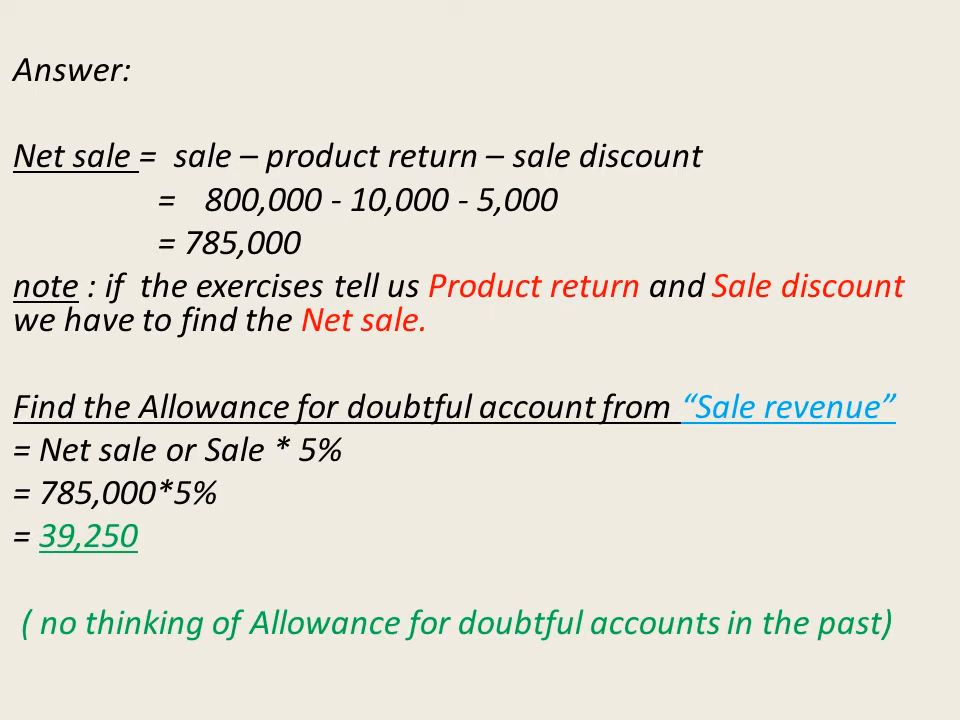 Answer:
Net sale = sale – product return – sale discount
= 800,000 - 10,000 - 5,000
= 785,000
note : if the exercises tell us Product return and Sale discount
we have to find the Net sale.
Find the Allowance for doubtful account from “Sale revenue”
= Net sale or Sale * 5%
= 785,000*5%
= 39,250
( no thinking of Allowance for doubtful accounts in the past)